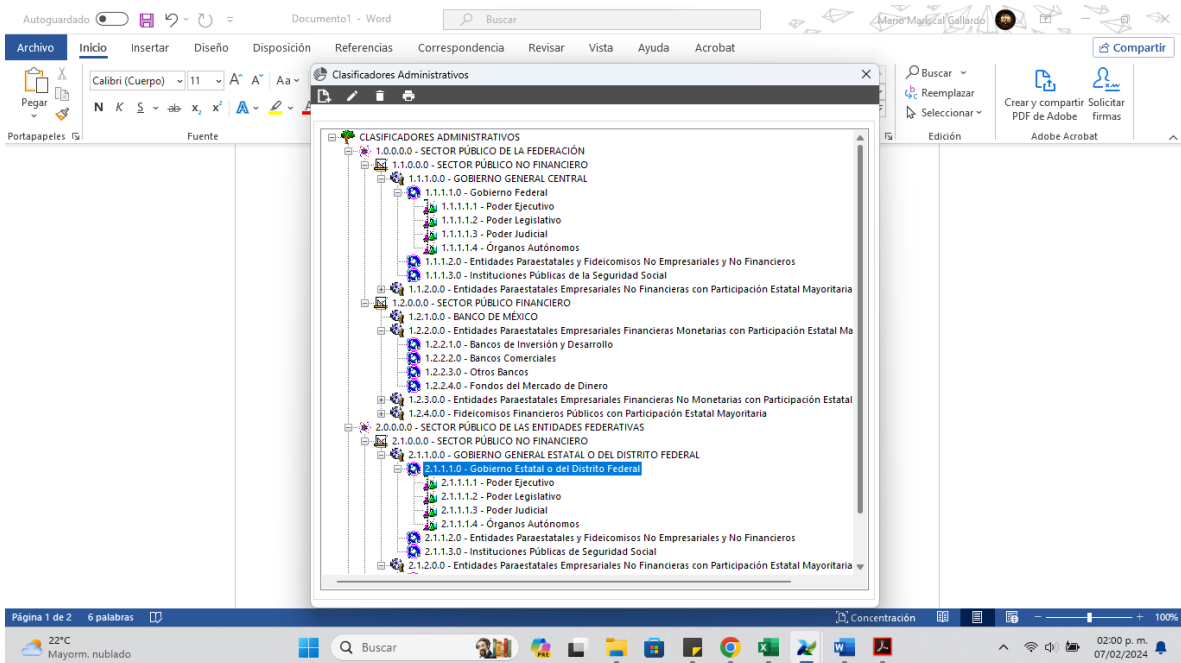 Autoguardado
Documento1 - Word
Buscar
Mario Mariscal Gallardo
Archivo Inicio Insertar Diseño Disposición Referencias Correspondencia Revisar Vista Ayuda Acrobat
Compartir
Pegar
Portapapeles
Calibri (Cuerpo) 11 A^ A˅ Aa
N K S ab x₂ x² A A
Fuente
Buscar
Reemplazar
Seleccionar
Edición
Crear y compartir PDF de Adobe
Solicitar firmas
Adobe Acrobat
Clasificadores Administrativos
CLASIFICADORES ADMINISTRATIVOS
1.0.0.0.0 - SECTOR PÚBLICO DE LA FEDERACIÓN
1.1.0.0.0 - SECTOR PÚBLICO NO FINANCIERO
1.1.1.0.0 - GOBIERNO GENERAL CENTRAL
1.1.1.1.0 - Gobierno Federal
1.1.1.1.1 - Poder Ejecutivo
1.1.1.1.2 - Poder Legislativo
1.1.1.1.3 - Poder Judicial
1.1.1.1.4 - Órganos Autónomos
1.1.1.2.0 - Entidades Paraestatales y Fideicomisos No Empresariales y No Financieros
1.1.1.3.0 - Instituciones Públicas de la Seguridad Social
1.1.2.0.0 - Entidades Paraestatales Empresariales No Financieras con Participación Estatal Mayoritaria
1.2.0.0.0 - SECTOR PÚBLICO FINANCIERO
1.2.1.0.0 - BANCO DE MÉXICO
1.2.2.0.0 - Entidades Paraestatales Empresariales Financieras Monetarias con Participación Estatal Ma
1.2.2.1.0 - Bancos de Inversión y Desarrollo
1.2.2.2.0 - Bancos Comerciales
1.2.2.3.0 - Otros Bancos
1.2.2.4.0 - Fondos del Mercado de Dinero
1.2.3.0.0 - Entidades Paraestatales Empresariales Financieras No Monetarias con Participación Estatal
1.2.4.0.0 - Fideicomisos Financieros Públicos con Participación Estatal Mayoritaria
2.0.0.0.0 - SECTOR PÚBLICO DE LAS ENTIDADES FEDERATIVAS
2.1.0.0.0 - SECTOR PÚBLICO NO FINANCIERO
2.1.1.0.0 - GOBIERNO GENERAL ESTATAL O DEL DISTRITO FEDERAL
2.1.1.1.0 - Gobierno Estatal o del Distrito Federal
2.1.1.1.1 - Poder Ejecutivo
2.1.1.1.2 - Poder Legislativo
2.1.1.1.3 - Poder Judicial
2.1.1.1.4 - Órganos Autónomos
2.1.1.2.0 - Entidades Paraestatales y Fideicomisos No Empresariales y No Financieros
2.1.1.3.0 - Instituciones Públicas de Seguridad Social
2.1.2.0.0 - Entidades Paraestatales Empresariales No Financieras con Participación Estatal Mayoritaria
Página 1 de 2 6 palabras
Concentración
100%
22°C
Mayorm. nublado
Buscar
PRE
02:00 p. m.
07/02/2024